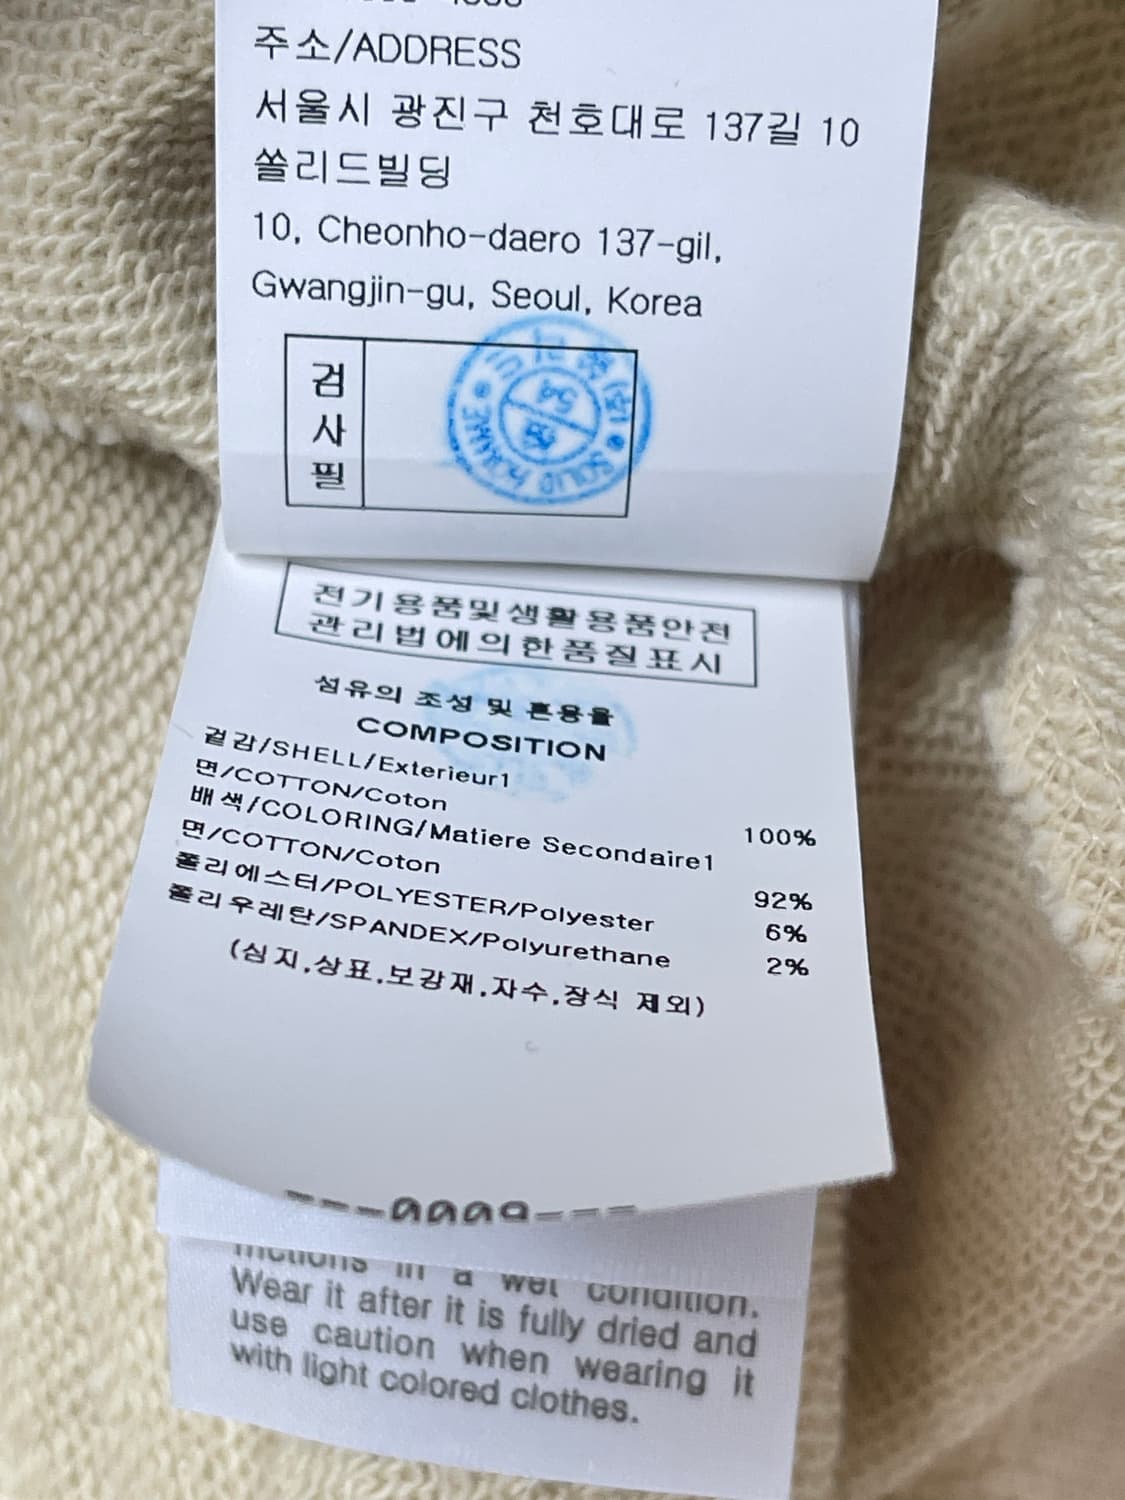 주소/ADDRESS
서울시 광진구 천호대로 137길 10
쏠리드빌딩
10, Cheonho-daero 137-gil,
Gwangjin-gu, Seoul, Korea
검
사
필
54
SOLID HOMME
전기용품및생활용품안전
관리법에의한품질표시
섬유의 조성 및 혼용율
COMPOSITION
겉감/SHELL/Exterieur1
면/COTTON/Coton 100%
배색/COLORING/Matiere Secondaire1
면/COTTON/Coton 92%
폴리에스터/POLYESTER/Polyester 6%
폴리우레탄/SPANDEX/Polyurethane 2%
(심지,상표,보강재,자수,장식 제외)
in a wet condition.
Wear it after it is fully dried and
use caution when wearing it
with light colored clothes.